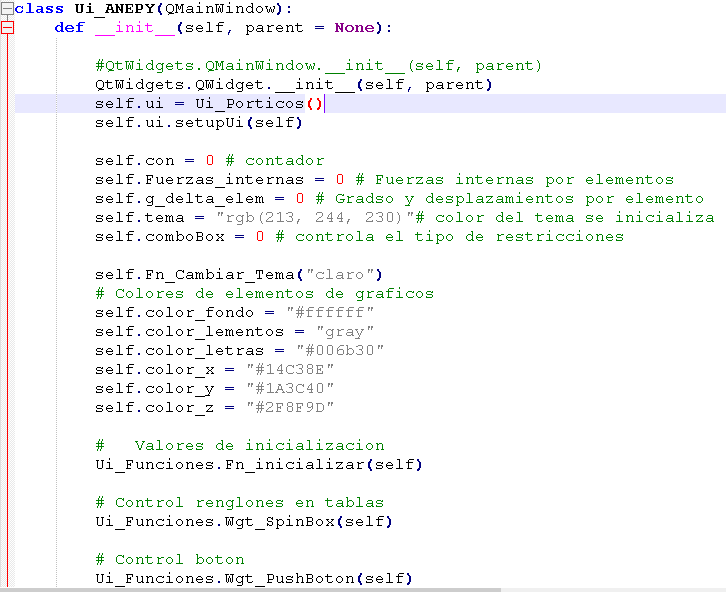 class Ui_ANEPY(QMainWindow):
def __init__(self, parent = None):
#QtWidgets.QMainWindow.__init__(self, parent)
QtWidgets.QWidget.__init__(self, parent)
self.ui = Ui_Porticos()
self.ui.setupUi(self)
self.con = 0 # contador
self.Fuerzas_internas = 0 # Fuerzas internas por elementos
self.g_delta_elem = 0 # Gradso y desplazamientos por elemento
self.tema = "rgb(213, 244, 230)"# color del tema se inicializa
self.comboBox = 0 # controla el tipo de restricciones
self.Fn_Cambiar_Tema("claro")
# Colores de elementos de graficos
self.color_fondo = "#ffffff"
self.color_lementos = "gray"
self.color_letras = "#006b30"
self.color_x = "#14C38E"
self.color_y = "#1A3C40"
self.color_z = "#2F8F9D"
#   Valores de inicializacion
Ui_Funciones.Fn_inicializar(self)
# Control renglones en tablas
Ui_Funciones.Wgt_SpinBox(self)
# Control boton
Ui_Funciones.Wgt_PushBoton(self)